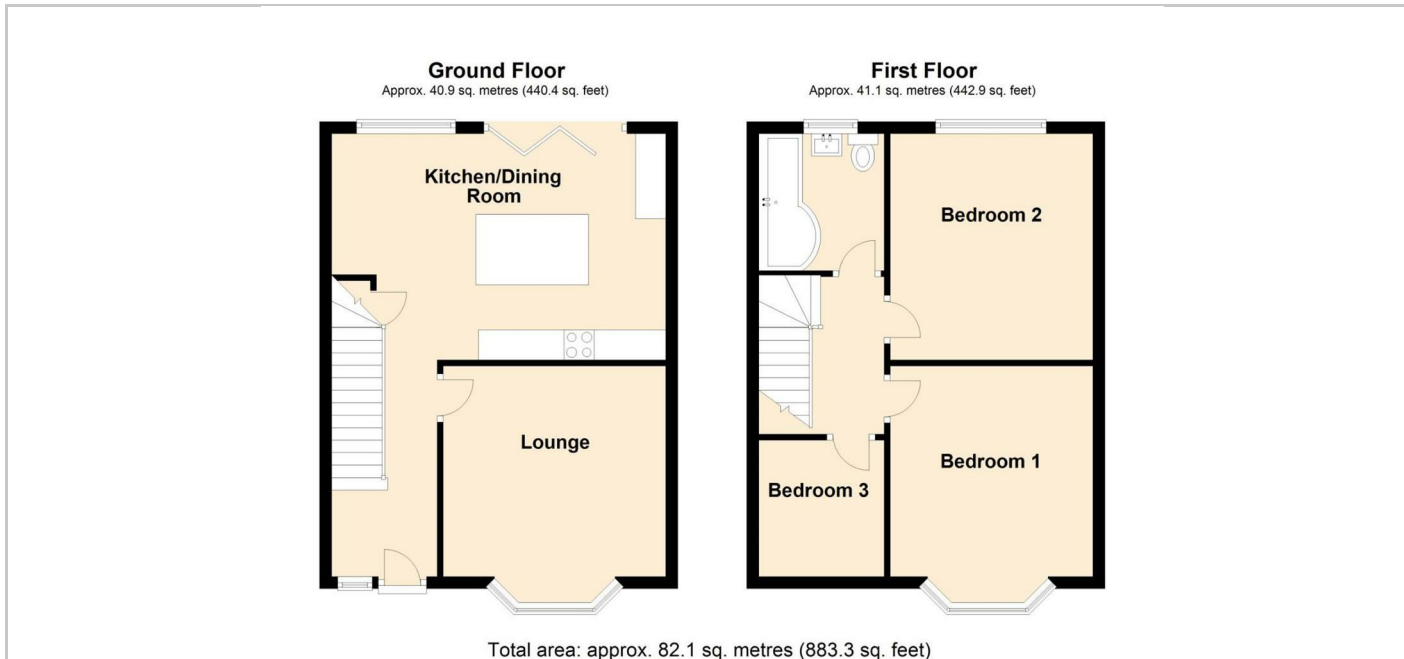 Ground Floor
Approx. 40.9 sq. metres (440.4 sq. feet)
Kitchen/Dining
Room
Lounge
First Floor
Approx. 41.1 sq. metres (442.9 sq. feet)
Bedroom 2
Bedroom 1
Bedroom 3
Total area: approx. 82.1 sq. metres (883.3 sq. feet)